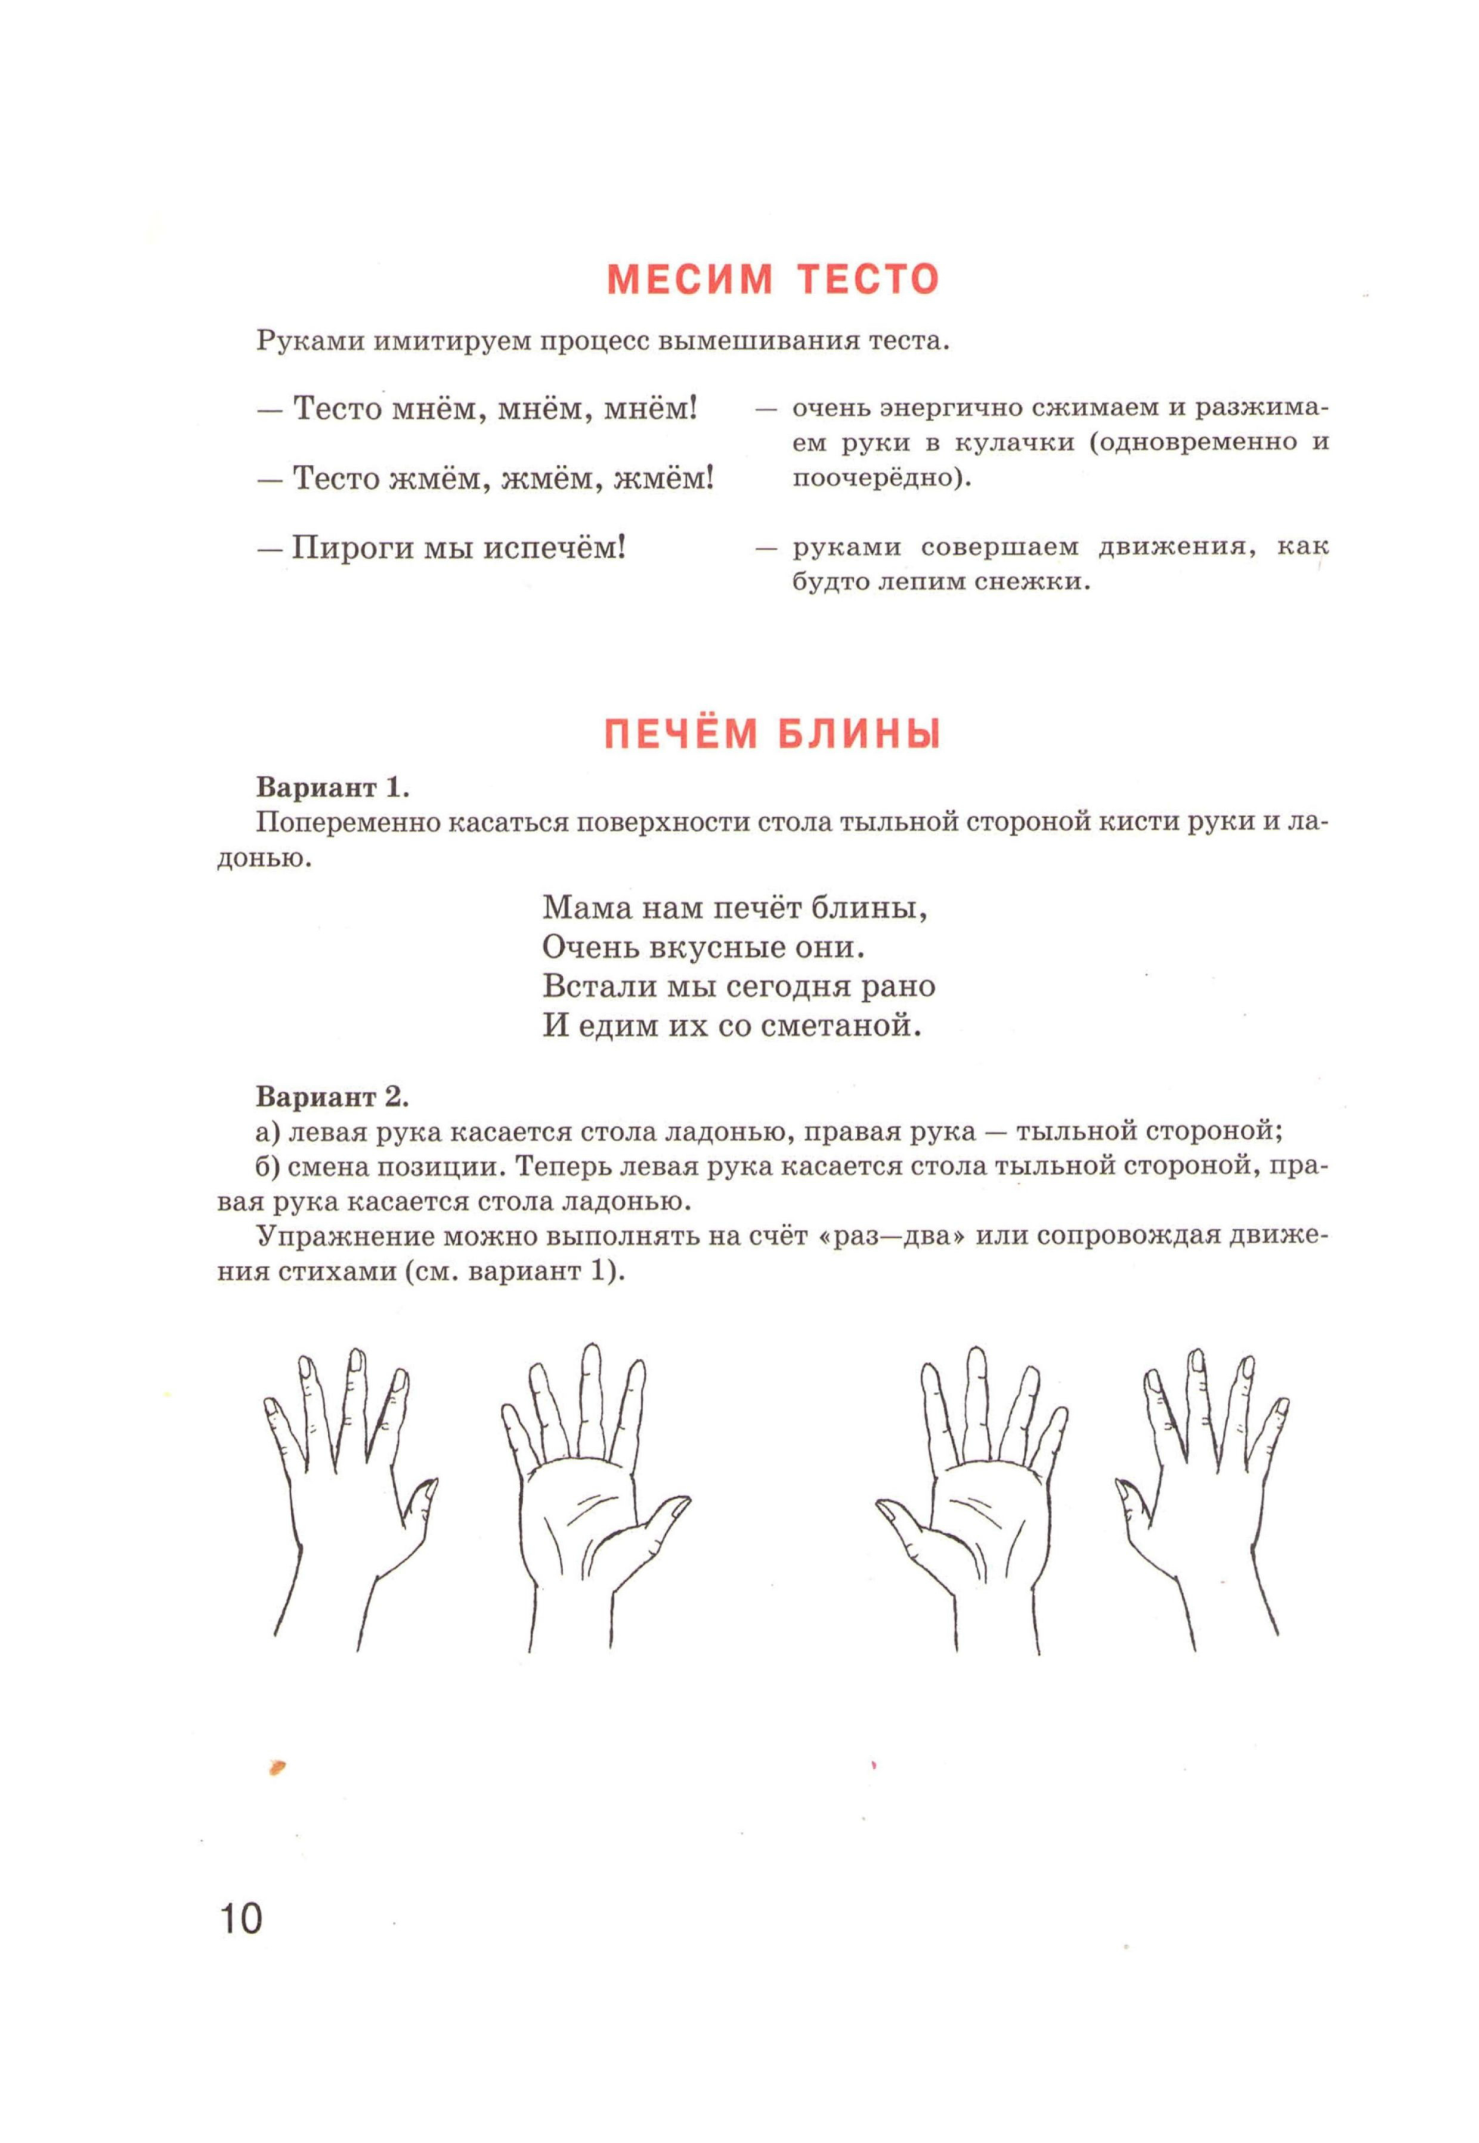 МЕСИМ ТЕСТО
Руками имитируем процесс вымешивания теста.
— Тесто мнём, мнём, мнём!
— Тесто жмём, жмём, жмём!
— очень энергично сжимаем и разжима-
ем руки в кулачки (одновременно и
поочерёдно).
— Пироги мы испечём!
— руками совершаем движения, как
будто лепим снежки.
ПЕЧЁМ БЛИНЫ
Вариант 1.
Попеременно касаться поверхности стола тыльной стороной кисти руки и ла-
донью.
Мама нам печёт блины,
Очень вкусные они.
Встали мы сегодня рано
И едим их со сметаной.
Вариант 2.
а) левая рука касается стола ладонью, правая рука — тыльной стороной;
б) смена позиции. Теперь левая рука касается стола тыльной стороной, пра-
вая рука касается стола ладонью.
Упражнение можно выполнять на счёт «раз—два» или сопровождая движе-
ния стихами (см. вариант 1).
10